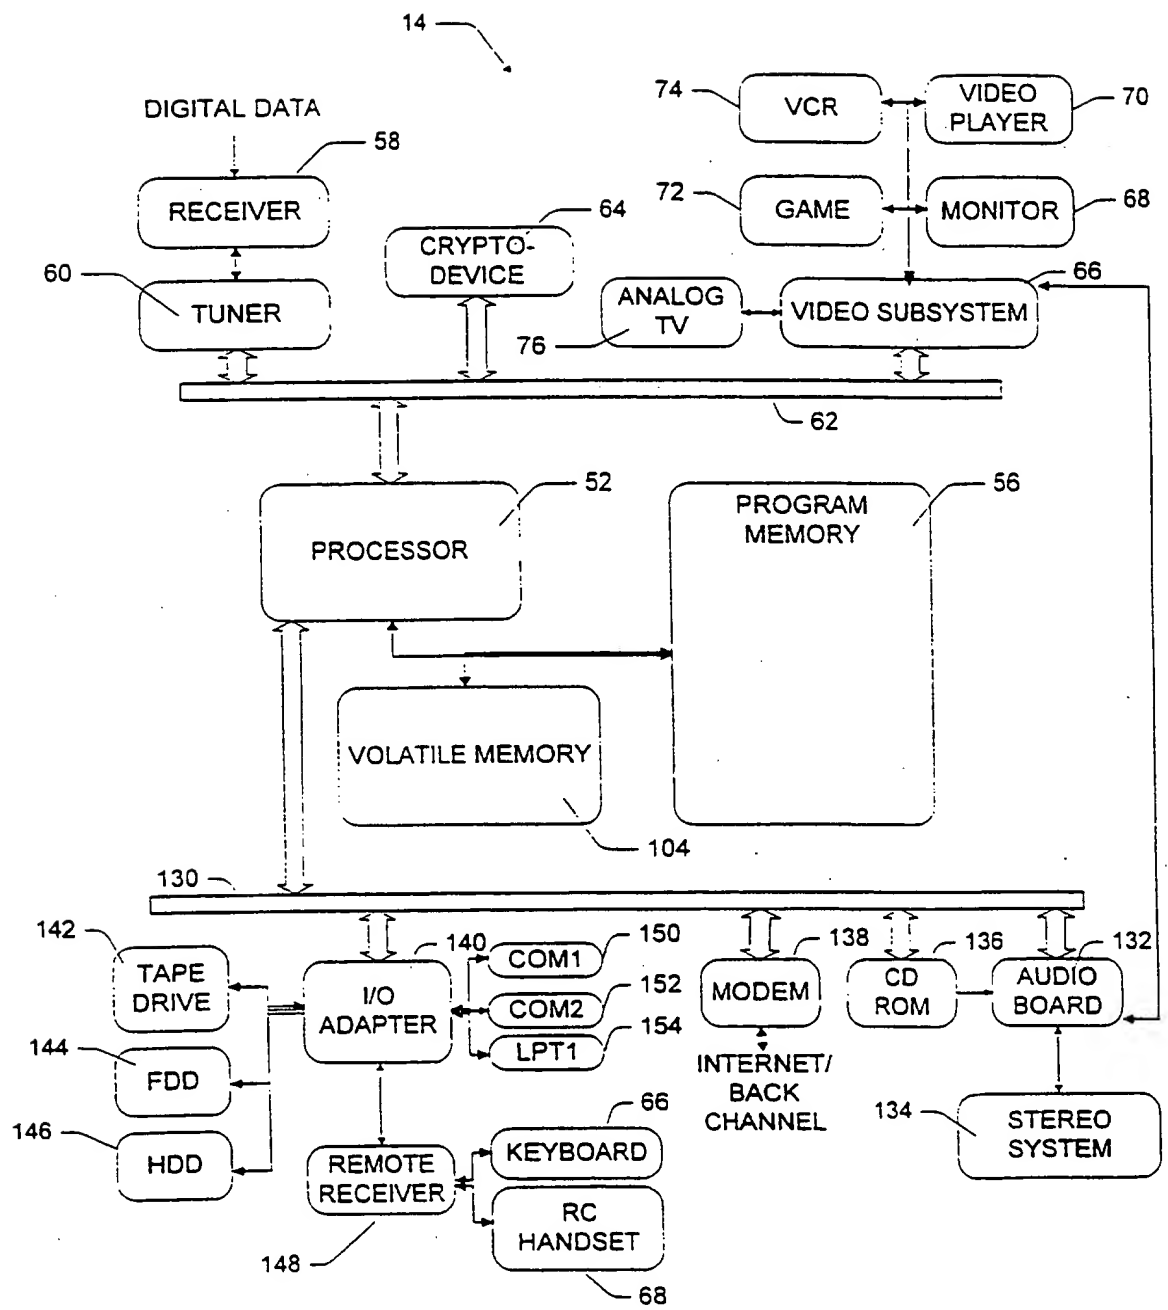 14
DIGITAL DATA
58
RECEIVER
60
TUNER
64
CRYPTO-
DEVICE
74
VCR
VIDEO
PLAYER
70
72
GAME
MONITOR
68
66
ANALOG
TV
76
VIDEO SUBSYSTEM
62
52
PROCESSOR
56
PROGRAM
MEMORY
VOLATILE MEMORY
104
130
142
TAPE
DRIVE
140
I/O
ADAPTER
150
COM1
152
COM2
154
LPT1
138
MODEM
136
CD
ROM
132
AUDIO
BOARD
144
FDD
146
HDD
INTERNET/
BACK
CHANNEL
134
STEREO
SYSTEM
66
KEYBOARD
REMOTE
RECEIVER
148
RC
HANDSET
68